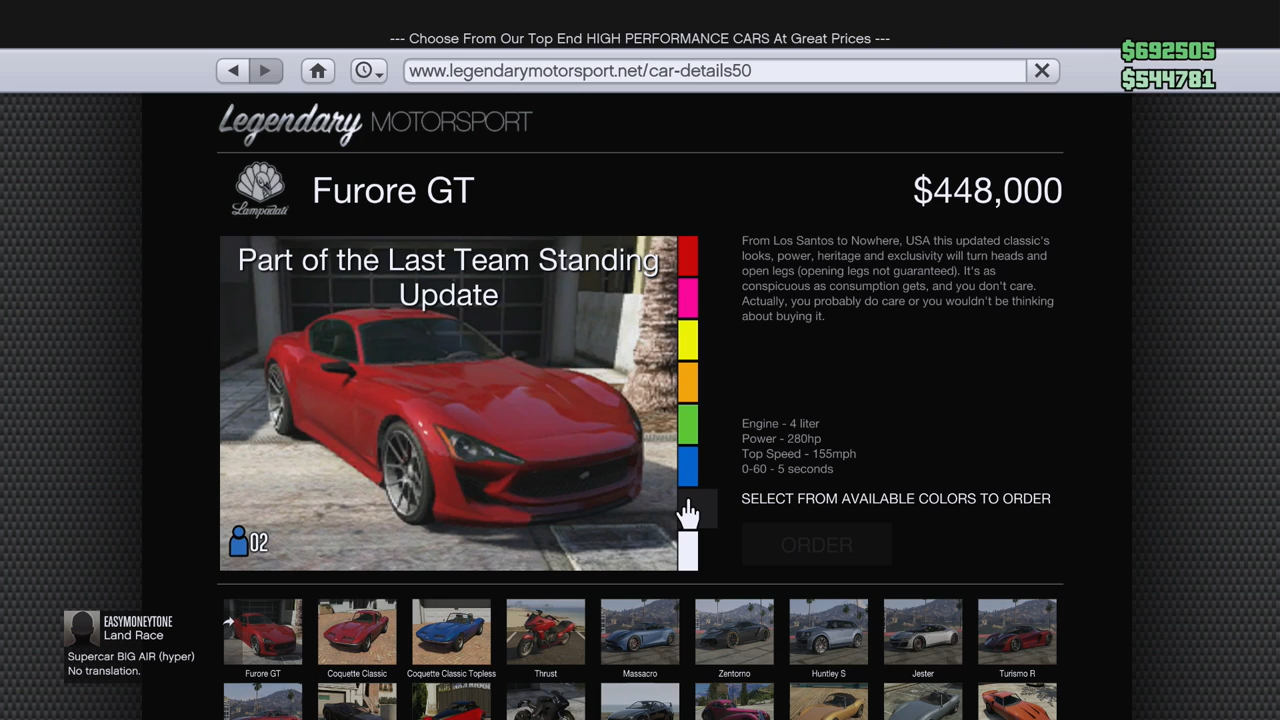 --- Choose From Our Top End HIGH PERFORMANCE CARS At Great Prices ---
$692505
$544781
www.legendarymotorsport.net/car-details50
Legendary MOTORSPORT
Lampadati
Furore GT
$448,000
Part of the Last Team Standing
Update
02
From Los Santos to Nowhere, USA this updated classic's
looks, power, heritage and exclusivity will turn heads and
open legs (opening legs not guaranteed). It's as
conspicuous as consumption gets, and you don't care.
Actually, you probably do care or you wouldn't be thinking
about buying it.
Engine - 4 liter
Power - 280hp
Top Speed - 155mph
0-60 - 5 seconds
SELECT FROM AVAILABLE COLORS TO ORDER
ORDER
EASYMONEYTONE
Land Race
Supercar BIG AIR (hyper)
No translation.
Furore GT
Coquette Classic
Coquette Classic Topless
Thrust
Massacro
Zentorno
Huntley S
Jester
Turismo R